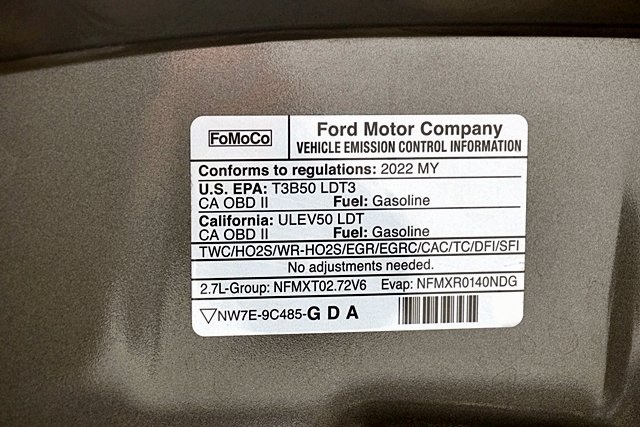 FoMoCo
Ford Motor Company
VEHICLE EMISSION CONTROL INFORMATION
Conforms to regulations: 2022 MY
U.S. EPA: T3B50 LDT3
CA OBD II Fuel: Gasoline
California: ULEV50 LDT
CA OBD II Fuel: Gasoline
TWC/HO2S/WR-HO2S/EGR/EGRC/CAC/TC/DFI/SFI
No adjustments needed.
2.7L-Group: NFMXT02.72V6 Evap: NFMXR0140NDG
NW7E-9C485-G D A